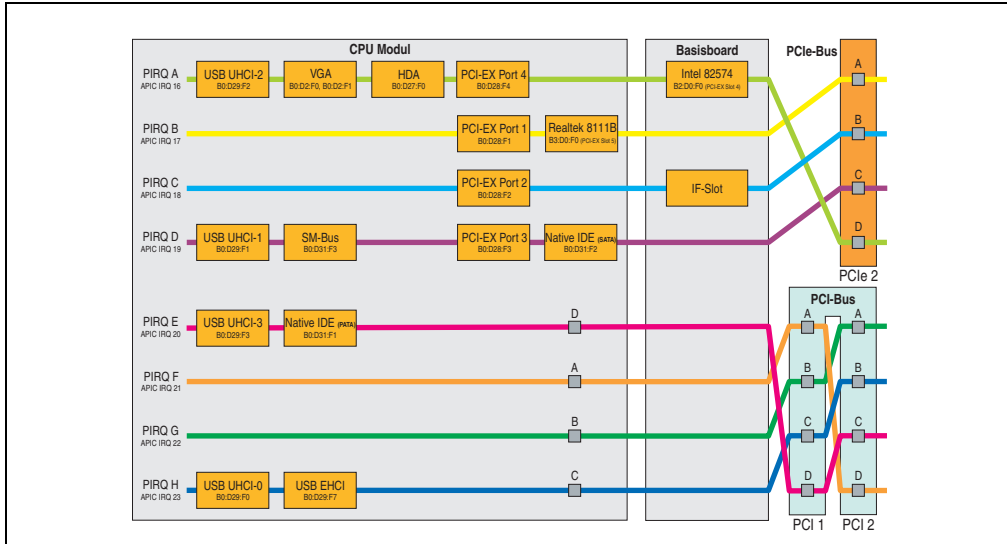 CPU Modul
Basisboard
PCIe-Bus
PIRQ A
APIC IRQ 16
USB UHCI-2
B0:D29:F2
VGA
B0:D2:F0, B0:D2:F1
HDA
B0:D27:F0
PCI-EX Port 4
B0:D28:F4
Intel 82574
B2:D0:F0 (PCI-EX Slot 4)
A
PIRQ B
APIC IRQ 17
PCI-EX Port 1
B0:D28:F1
Realtek 8111B
B3:D0:F0 (PCI-EX Slot 5)
B
PIRQ C
APIC IRQ 18
PCI-EX Port 2
B0:D28:F2
IF-Slot
C
PIRQ D
APIC IRQ 19
USB UHCI-1
B0:D29:F1
SM-Bus
B0:D31:F3
PCI-EX Port 3
B0:D28:F3
Native IDE (SATA)
B0:D31:F2
D
PCIe 2
PCI-Bus
PIRQ E
APIC IRQ 20
USB UHCI-3
B0:D29:F3
Native IDE (PATA)
B0:D31:F1
D
A
A
PIRQ F
APIC IRQ 21
A
B
B
PIRQ G
APIC IRQ 22
B
C
C
PIRQ H
APIC IRQ 23
USB UHCI-0
B0:D29:F0
USB EHCI
B0:D29:F7
C
D
D
PCI 1
PCI 2